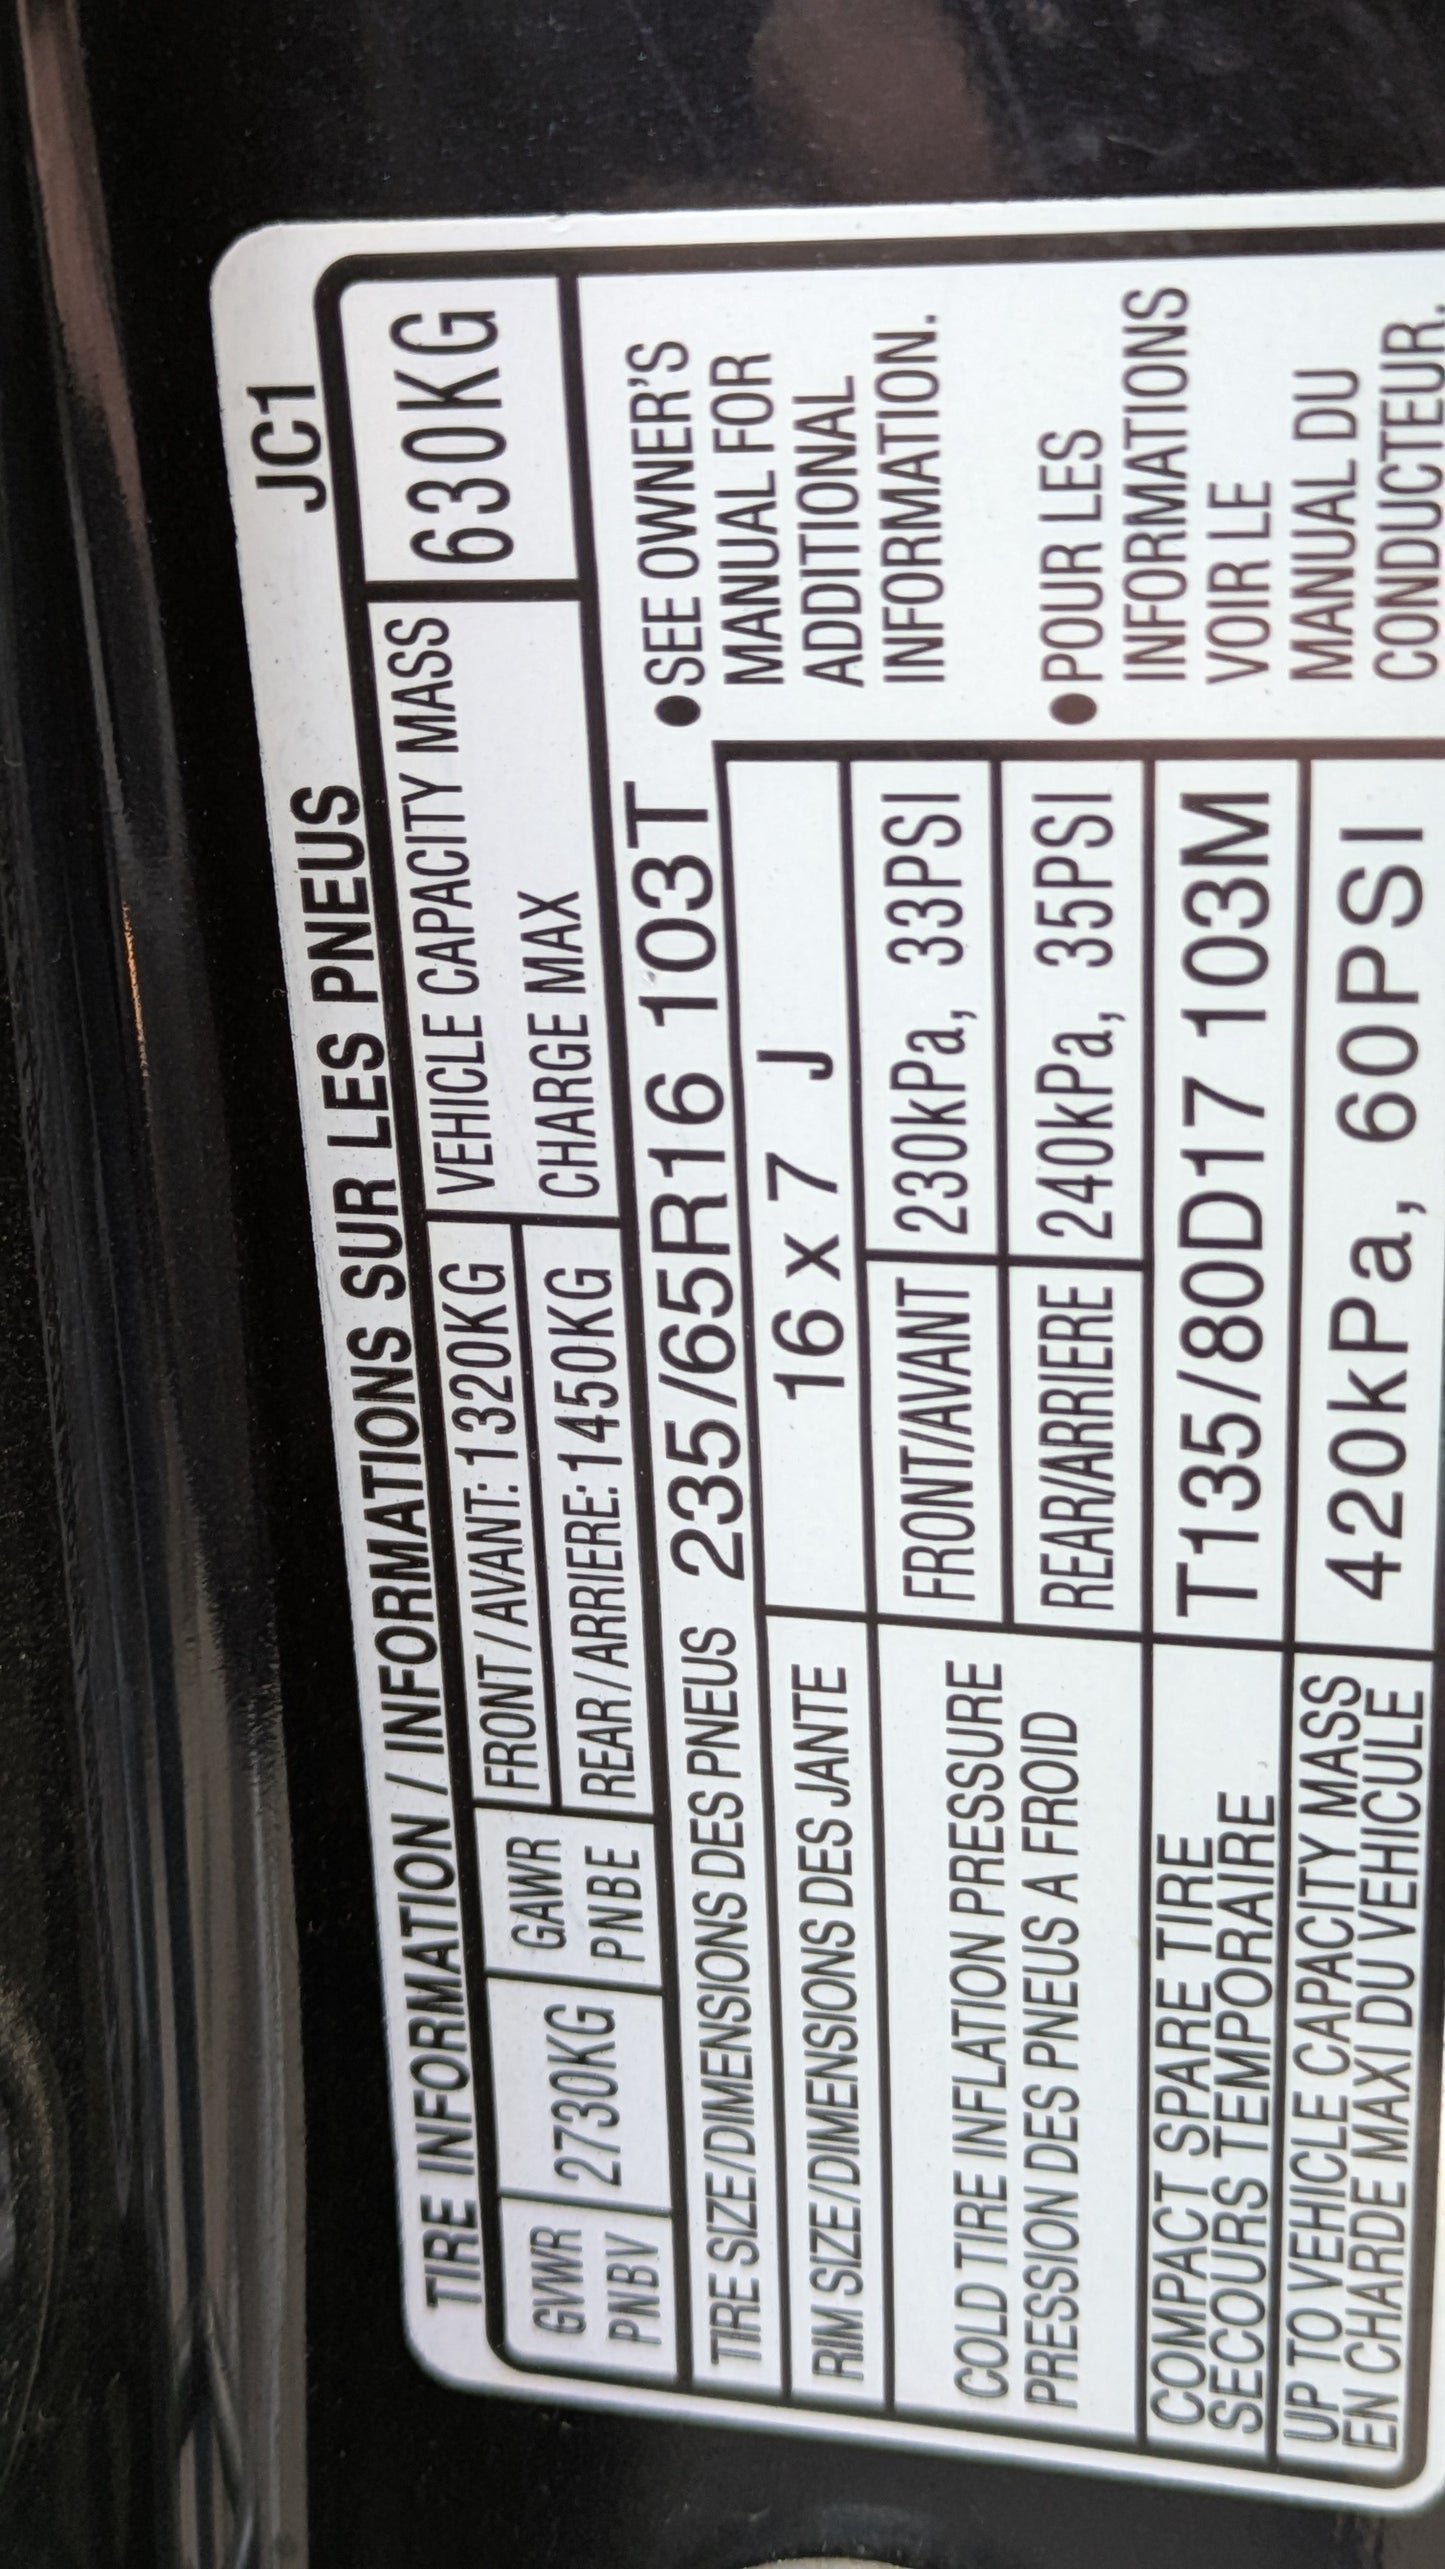 JC1
TIRE INFORMATION / INFORMATIONS SUR LES PNEUS
GVWR
PNBV
2730KG
GAWR
PNBE
FRONT/AVANT: 1320KG
REAR/ARRIERE: 1450KG
VEHICLE CAPACITY MASS
CHARGE MAX
630KG
TIRE SIZE/DIMENSIONS DES PNEUS 235/65R16 103T
RIM SIZE/DIMENSIONS DES JANTE
16 x 7 J
COLD TIRE INFLATION PRESSURE
PRESSION DES PNEUS A FROID
FRONT/AVANT 230kPa, 33PSI
REAR/ARRIERE 240kPa, 35PSI
COMPACT SPARE TIRE
SECOURS TEMPORAIRE
T135/80D17 103M
UP TO VEHICLE CAPACITY MASS
EN CHARDE MAXI DU VEHICULE
420kPa, 60PSI
●SEE OWNER'S
MANUAL FOR
ADDITIONAL
INFORMATION.
●POUR LES
INFORMATIONS
VOIR LE
MANUAL DU
CONDUCTEUR.